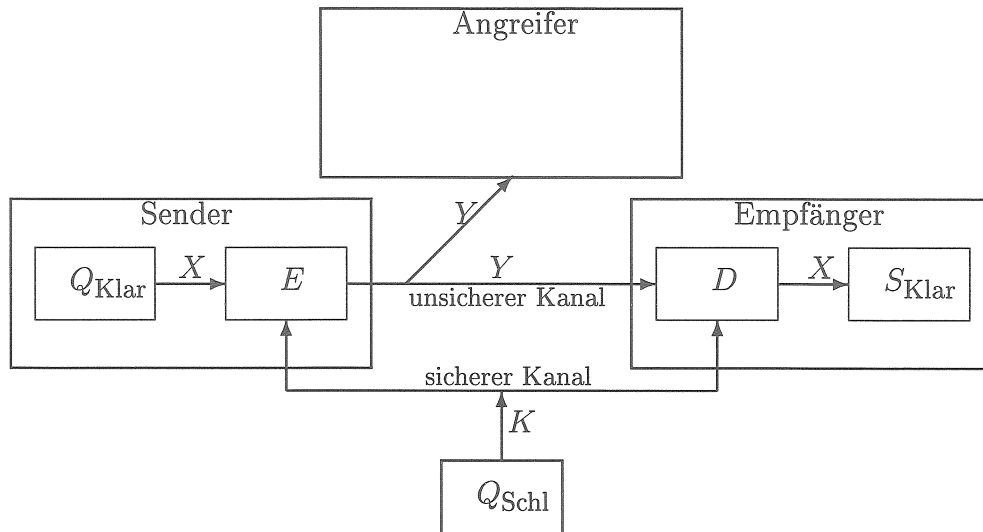 Angreifer
Sender
Empfänger
Y
Q_Klar
X
E
Y
D
X
S_Klar
unsicherer Kanal
sicherer Kanal
K
Q_Schl